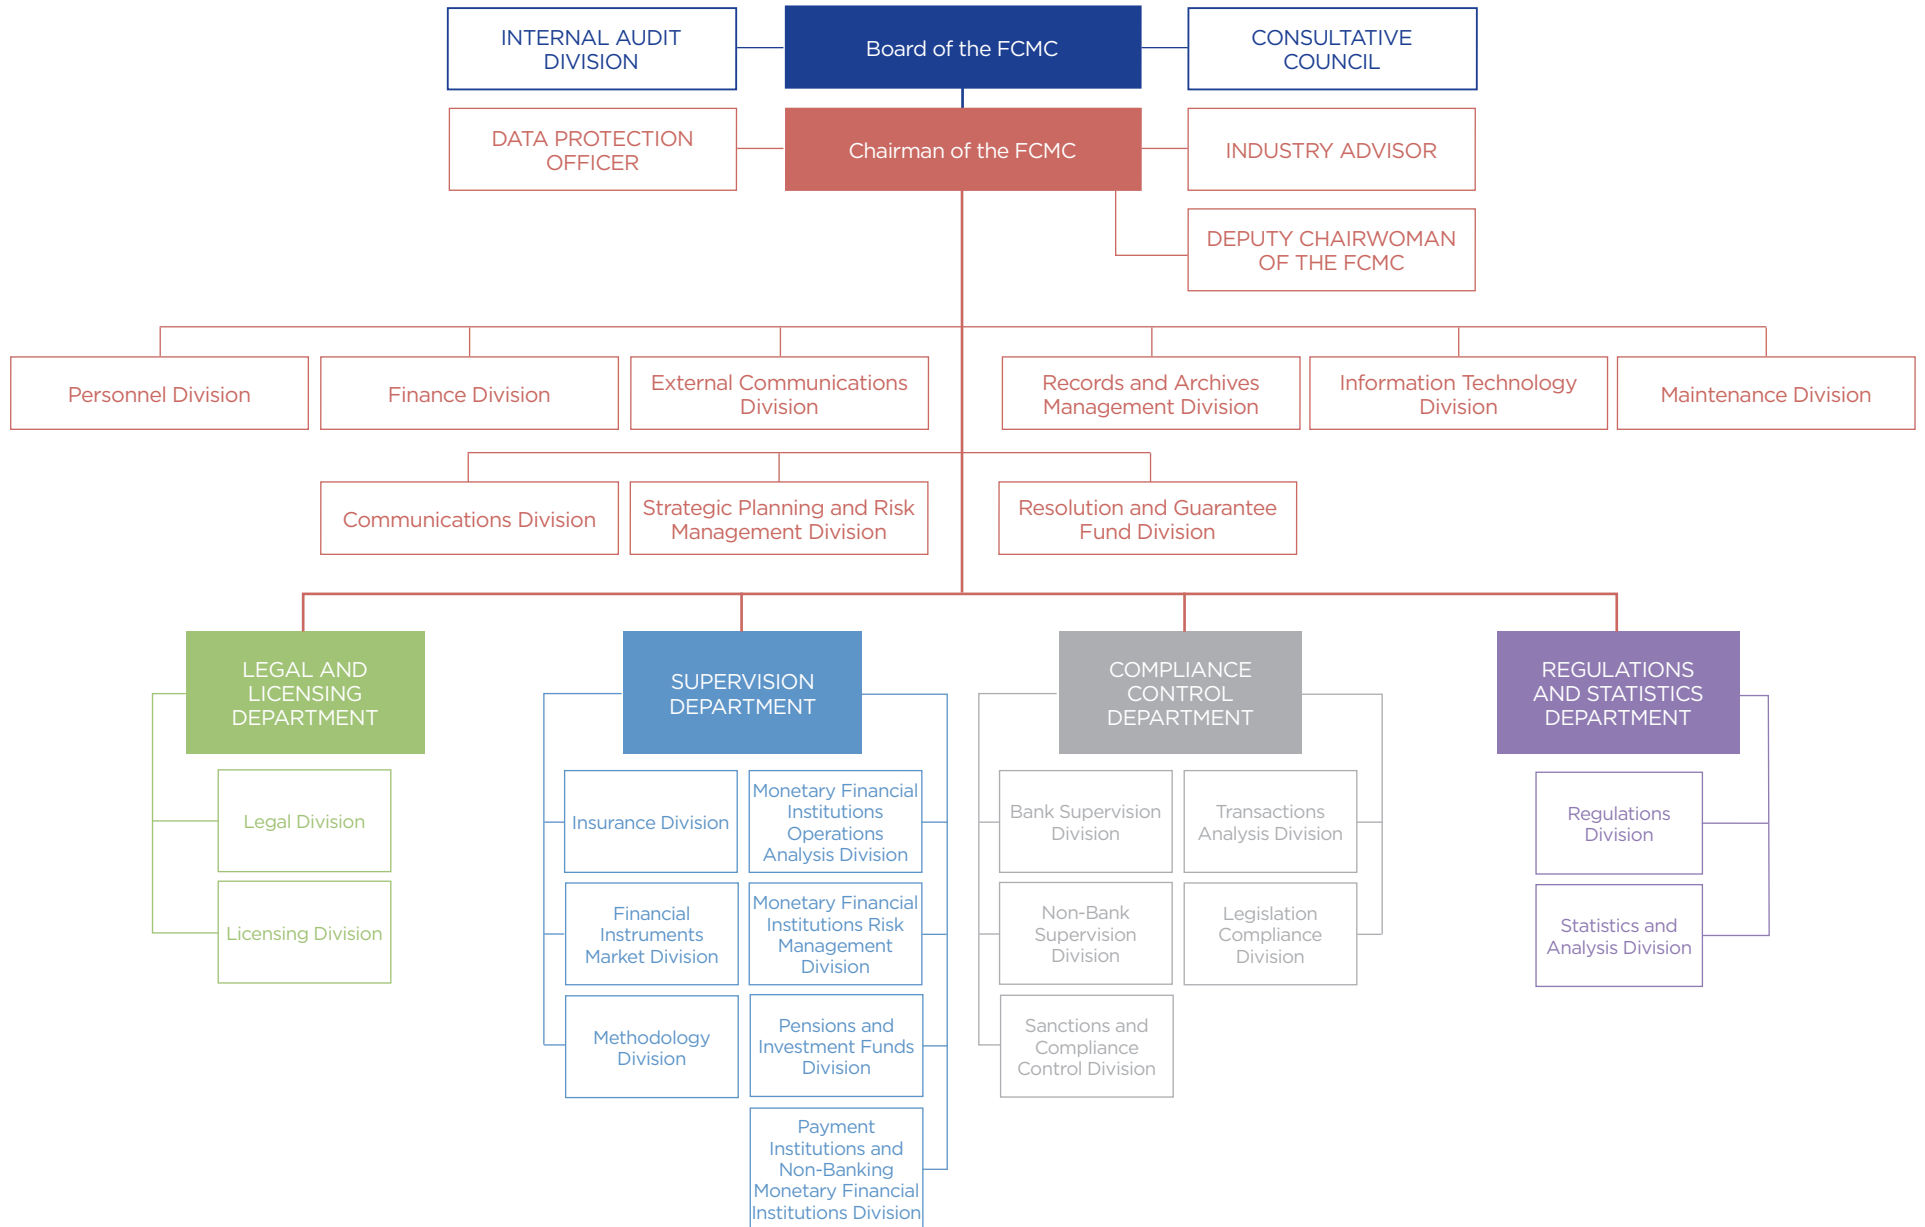 INTERNAL AUDIT
DIVISION
Board of the FCMC
CONSULTATIVE
COUNCIL
DATA PROTECTION
OFFICER
Chairman of the FCMC
INDUSTRY ADVISOR
DEPUTY CHAIRWOMAN
OF THE FCMC
Personnel Division
Finance Division
External Communications
Division
Records and Archives
Management Division
Information Technology
Division
Maintenance Division
Communications Division
Strategic Planning and Risk
Management Division
Resolution and Guarantee
Fund Division
LEGAL AND
LICENSING
DEPARTMENT
Legal Division
Licensing Division
SUPERVISION
DEPARTMENT
Insurance Division
Financial
Instruments
Market Division
Methodology
Division
Monetary Financial
Institutions
Operations
Analysis Division
Monetary Financial
Institutions Risk
Management
Division
Pensions and
Investment Funds
Division
Payment
Institutions and
Non-Banking
Monetary Financial
Institutions Division
COMPLIANCE
CONTROL
DEPARTMENT
Bank Supervision
Division
Non-Bank
Supervision
Division
Sanctions and
Compliance
Control Division
Transactions
Analysis Division
Legislation
Compliance
Division
REGULATIONS
AND STATISTICS
DEPARTMENT
Regulations
Division
Statistics and
Analysis Division